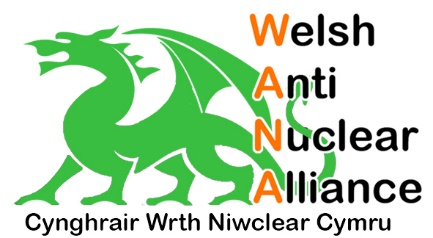 Welsh
Anti
Nuclear
Alliance
Cynghrair Wrth Niwclear Cymru